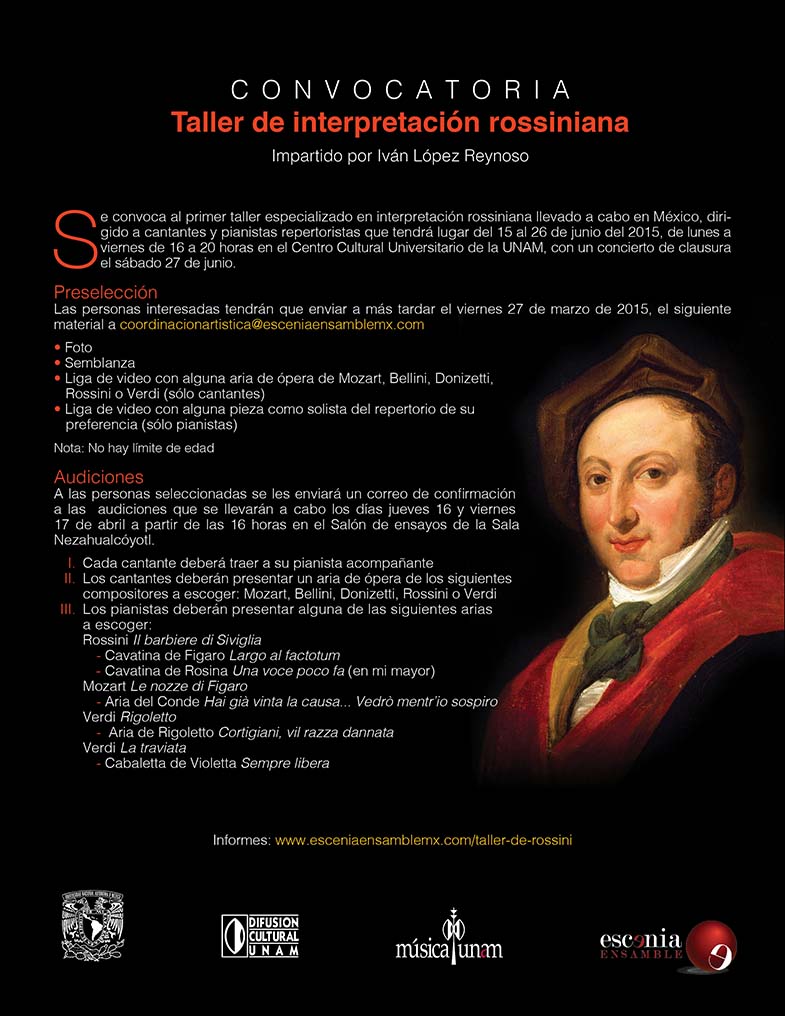 CONVOCATORIA
Taller de interpretación rossiniana
Impartido por Iván López Reynoso
Se convoca al primer taller especializado en interpretación rossiniana llevado a cabo en México, diri-
gido a cantantes y pianistas repertoristas que tendrá lugar del 15 al 26 de junio del 2015, de lunes a
viernes de 16 a 20 horas en el Centro Cultural Universitario de la UNAM, con un concierto de clausura
el sábado 27 de junio.
Preselección
Las personas interesadas tendrán que enviar a más tardar el viernes 27 de marzo de 2015, el siguiente
material a coordinacionartistica@esceniaensamblemx.com
• Foto
• Semblanza
• Liga de video con alguna aria de ópera de Mozart, Bellini, Donizetti,
Rossini o Verdi (sólo cantantes)
• Liga de video con alguna pieza como solista del repertorio de su
preferencia (sólo pianistas)
Nota: No hay límite de edad
Audiciones
A las personas seleccionadas se les enviará un correo de confirmación
a las audiciones que se llevarán a cabo los días jueves 16 y viernes
17 de abril a partir de las 16 horas en el Salón de ensayos de la Sala
Nezahualcóyotl.
I. Cada cantante deberá traer a su pianista acompañante
II. Los cantantes deberán presentar un aria de ópera de los siguientes
compositores a escoger: Mozart, Bellini, Donizetti, Rossini o Verdi
III. Los pianistas deberán presentar alguna de las siguientes arias
a escoger:
Rossini Il barbiere di Siviglia
- Cavatina de Figaro Largo al factotum
- Cavatina de Rosina Una voce poco fa (en mi mayor)
Mozart Le nozze di Figaro
- Aria del Conde Hai già vinta la causa... Vedrò mentr'io sospiro
Verdi Rigoletto
- Aria de Rigoletto Cortigiani, vil razza dannata
Verdi La traviata
- Cabaletta de Violetta Sempre libera
Informes: www.esceniaensamblemx.com/taller-de-rossini
DIFUSION
CULTURAL
UNAM
música unam
escenia
ENSAMBLE